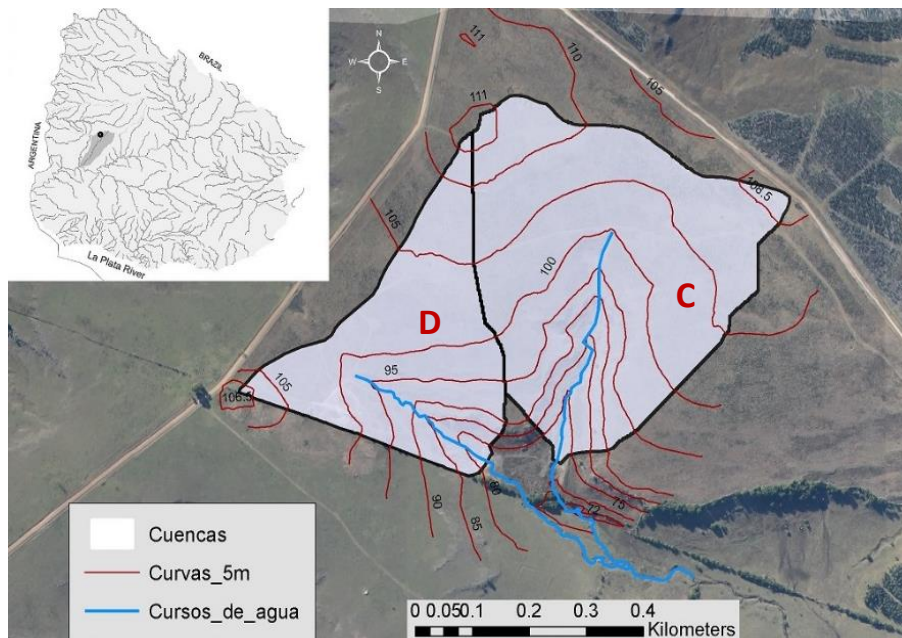 BRAZIL
ARGENTINA
La Plata River
N
W E
S
111
110
105
111
108.5
105
100
C
D
95
105
106.5
90
85
80
75
72
Cuencas
Curvas_5m
Cursos_de_agua
0 0.05 0.1 0.2 0.3 0.4
Kilometers